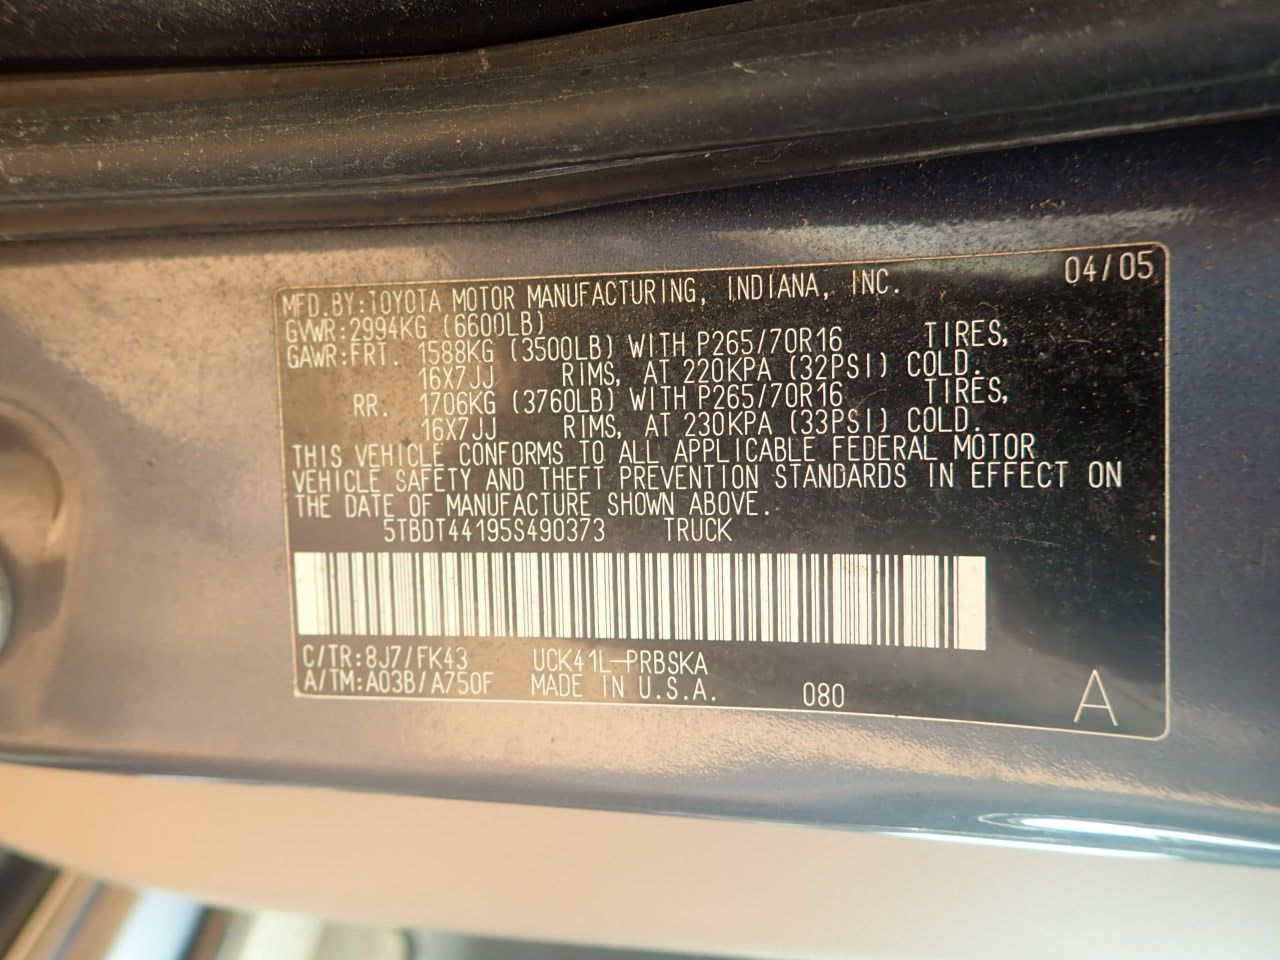 04/05
MFD.BY:TOYOTA MOTOR MANUFACTURING, INDIANA, INC.
GVWR:2994KG (6600LB)
GAWR:FRT. 1588KG (3500LB) WITH P265/70R16 TIRES,
16X7JJ RIMS, AT 220KPA (32PSI) COLD.
RR. 1706KG (3760LB) WITH P265/70R16 TIRES,
16X7JJ RIMS, AT 230KPA (33PSI) COLD.
THIS VEHICLE CONFORMS TO ALL APPLICABLE FEDERAL MOTOR
VEHICLE SAFETY AND THEFT PREVENTION STANDARDS IN EFFECT ON
THE DATE OF MANUFACTURE SHOWN ABOVE.
5TBDT44195S490373 TRUCK
C/TR:8J7/FK43 UCK41L-PRBSKA
A/TM:A03B/A750F MADE IN U.S.A. 080 A